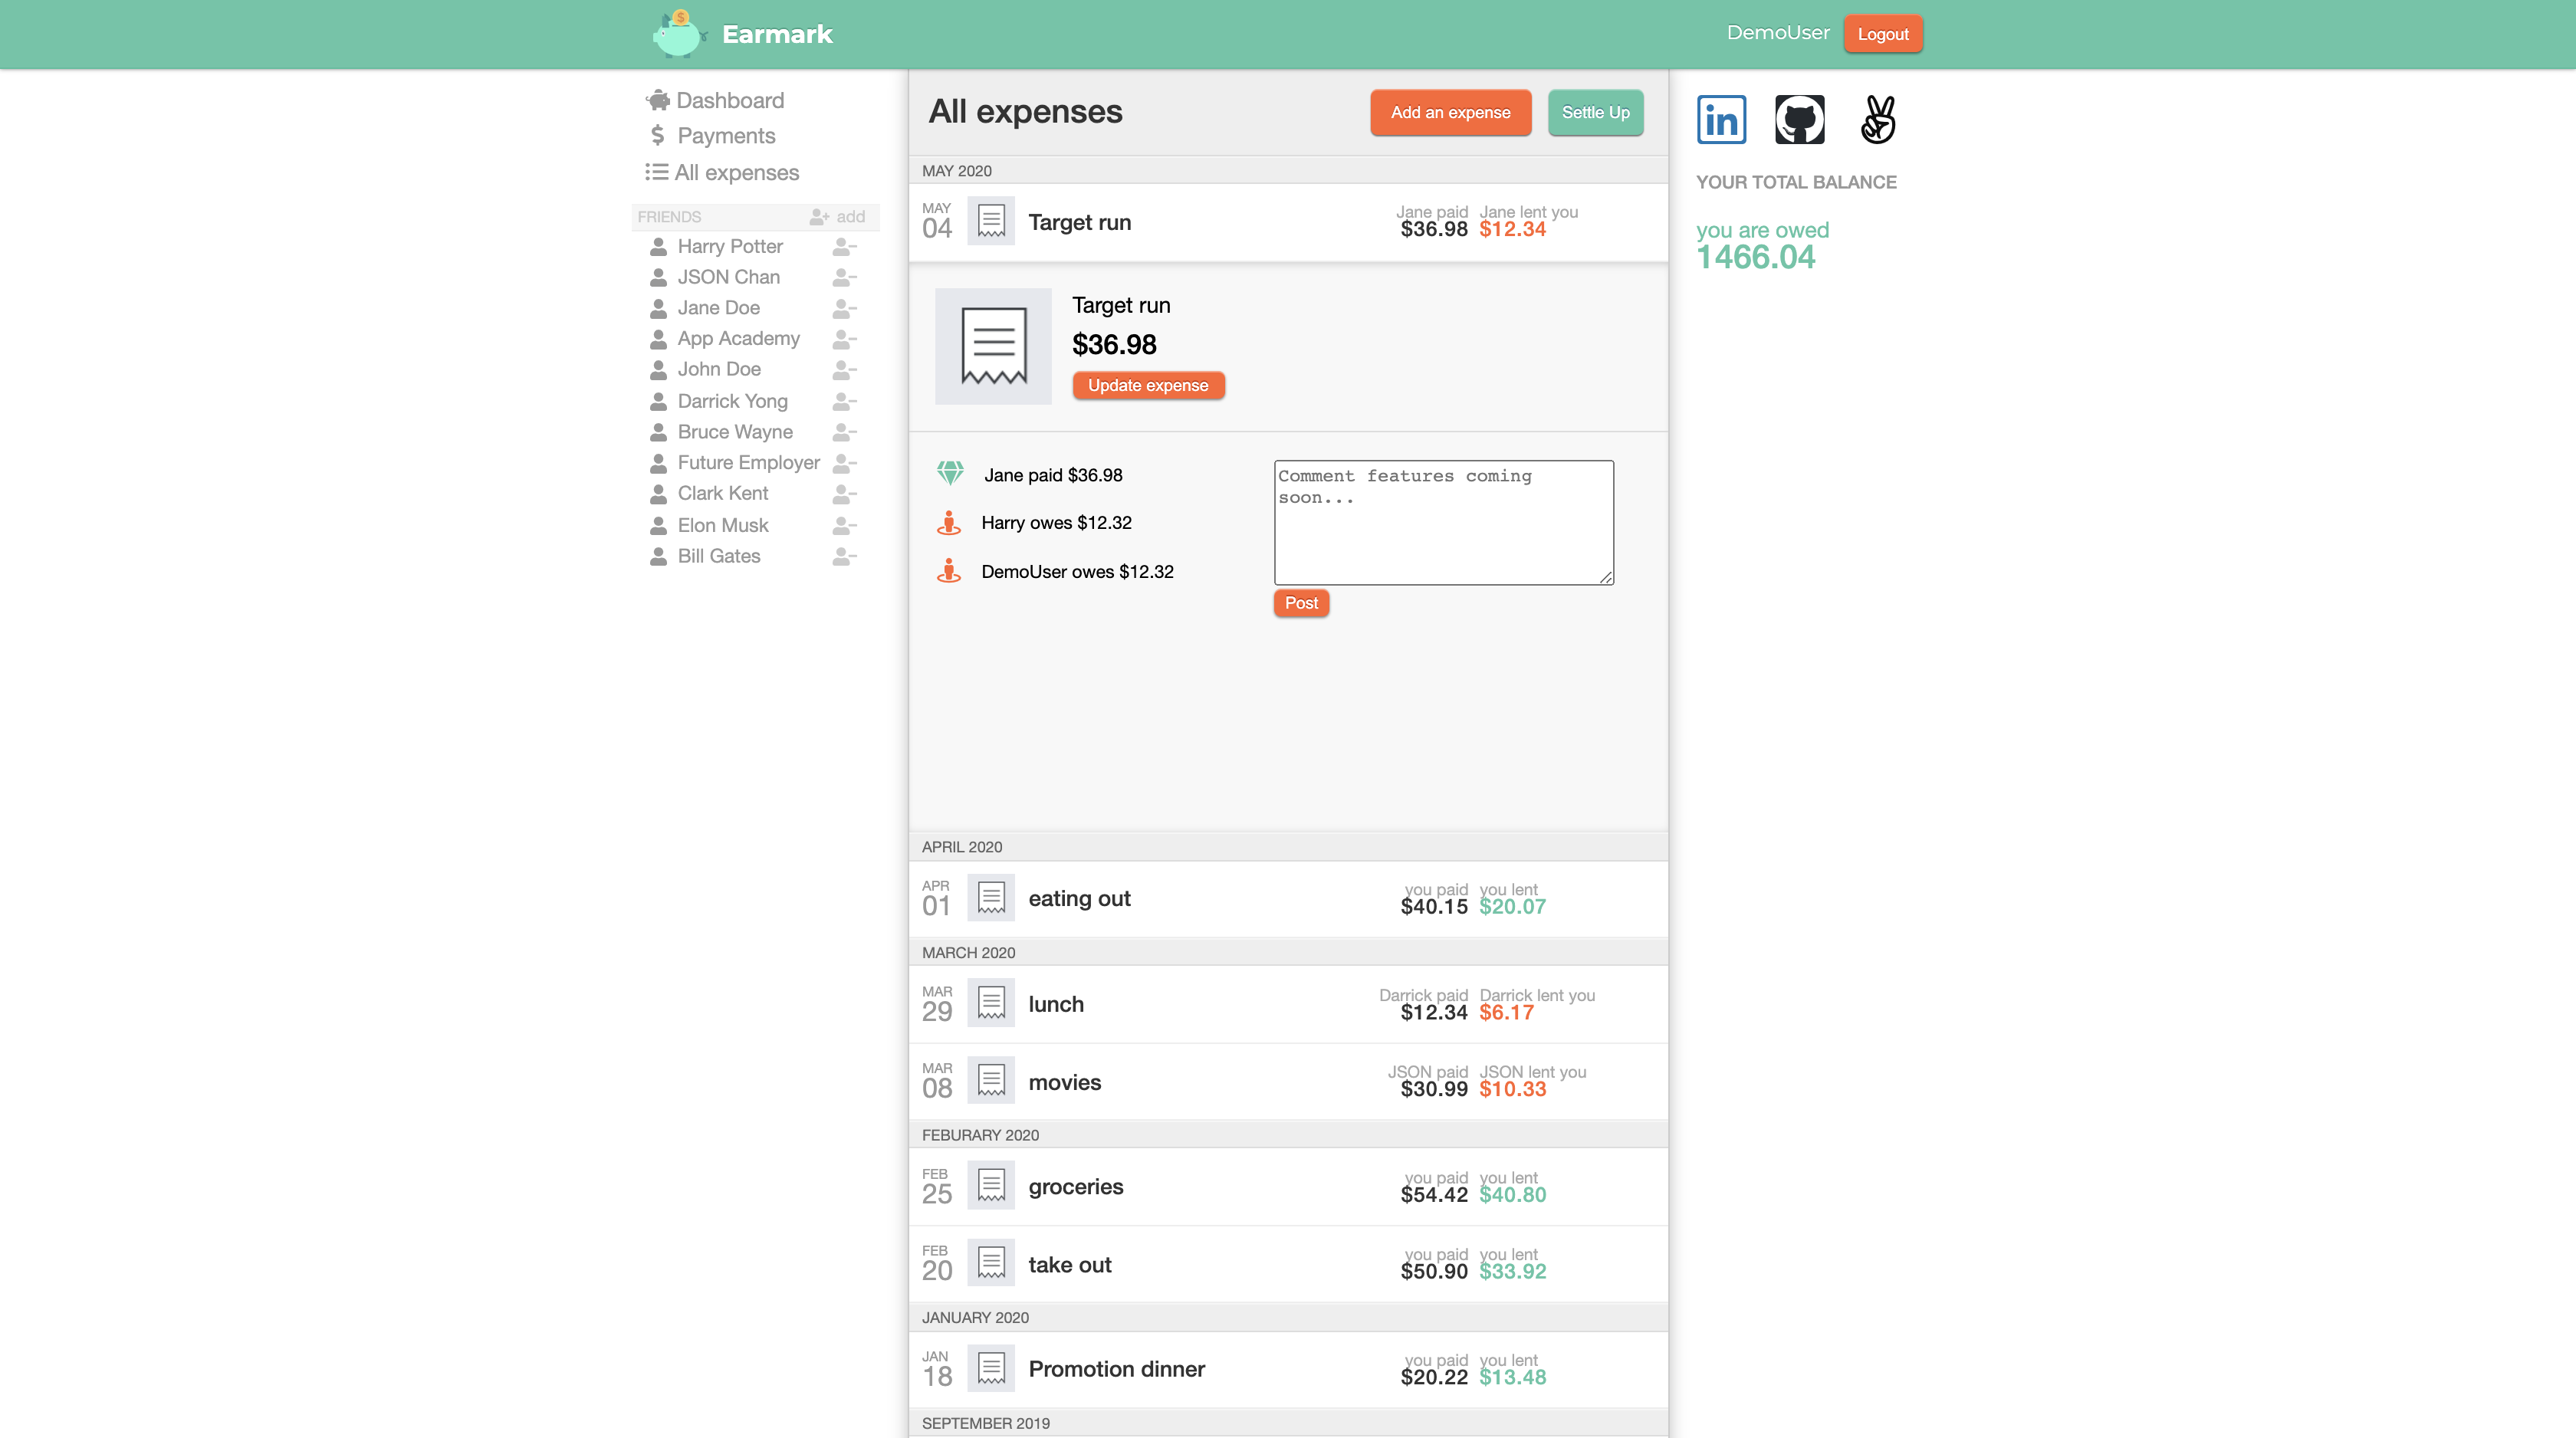 Earmark
DemoUser
Logout
Dashboard
Payments
All expenses
FRIENDS
add
Harry Potter
JSON Chan
Jane Doe
App Academy
John Doe
Darrick Yong
Bruce Wayne
Future Employer
Clark Kent
Elon Musk
Bill Gates
All expenses
Add an expense
Settle Up
MAY 2020
MAY
04
Target run
Jane paid
$36.98
Jane lent you
$12.34
Target run
$36.98
Update expense
Jane paid $36.98
Harry owes $12.32
DemoUser owes $12.32
Comment features coming
soon...
Post
APRIL 2020
APR
01
eating out
you paid
$40.15
you lent
$20.07
MARCH 2020
MAR
29
lunch
Darrick paid
$12.34
Darrick lent you
$6.17
MAR
08
movies
JSON paid
$30.99
JSON lent you
$10.33
FEBURARY 2020
FEB
25
groceries
you paid
$54.42
you lent
$40.80
FEB
20
take out
you paid
$50.90
you lent
$33.92
JANUARY 2020
JAN
18
Promotion dinner
you paid
$20.22
you lent
$13.48
SEPTEMBER 2019
in
YOUR TOTAL BALANCE
you are owed
1466.04